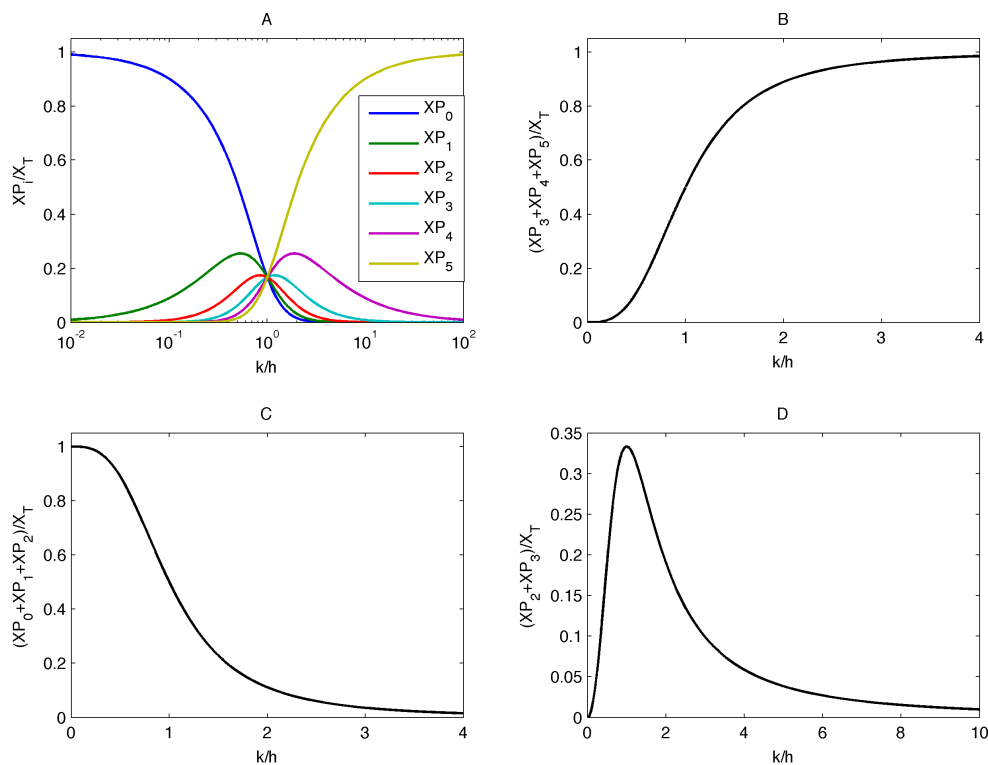 A
XP_i/X_T
1
0.8
0.6
0.4
0.2
0
10^-2
10^-1
10^0
10^1
10^2
k/h
XP_0
XP_1
XP_2
XP_3
XP_4
XP_5
B
(XP_3+XP_4+XP_5)/X_T
1
0.8
0.6
0.4
0.2
0
0
1
2
3
4
k/h
C
(XP_0+XP_1+XP_2)/X_T
1
0.8
0.6
0.4
0.2
0
0
1
2
3
4
k/h
D
(XP_2+XP_3)/X_T
0.35
0.3
0.25
0.2
0.15
0.1
0.05
0
0
2
4
6
8
10
k/h